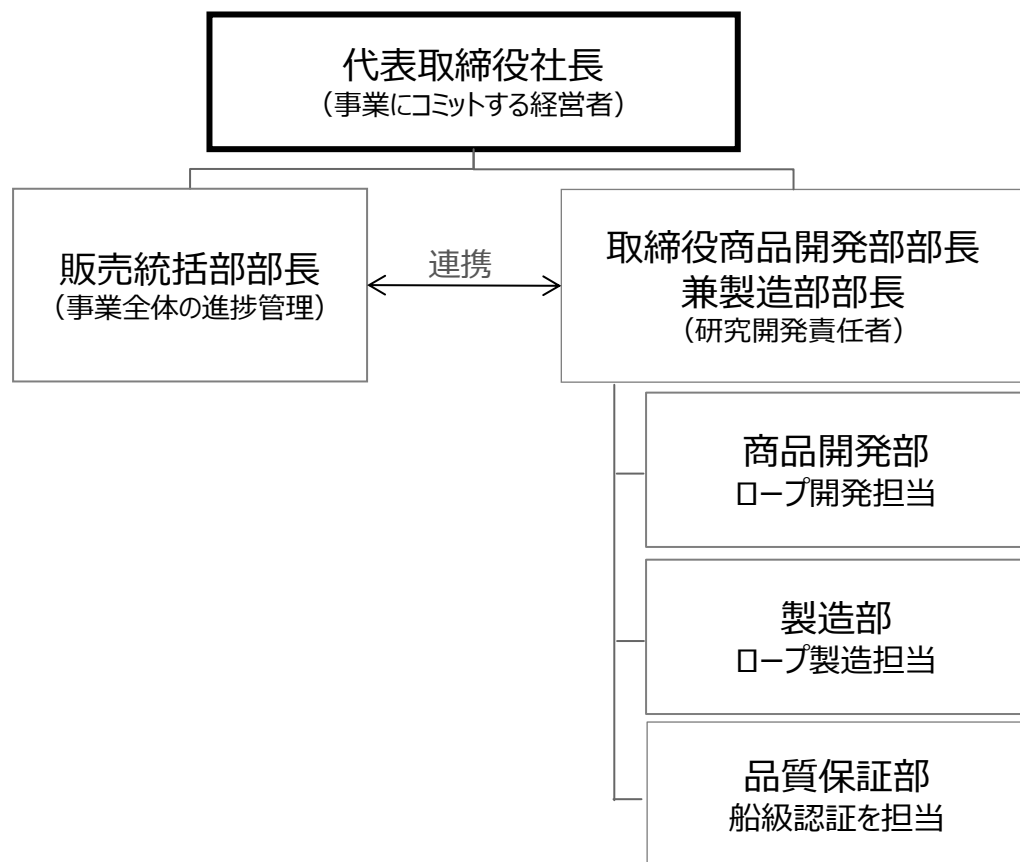 代表取締役社長
（事業にコミットする経営者）
販売統括部部長
（事業全体の進捗管理）
連携
取締役商品開発部部長
兼製造部部長
（研究開発責任者）
商品開発部
ロープ開発担当
製造部
ロープ製造担当
品質保証部
船級認証を担当